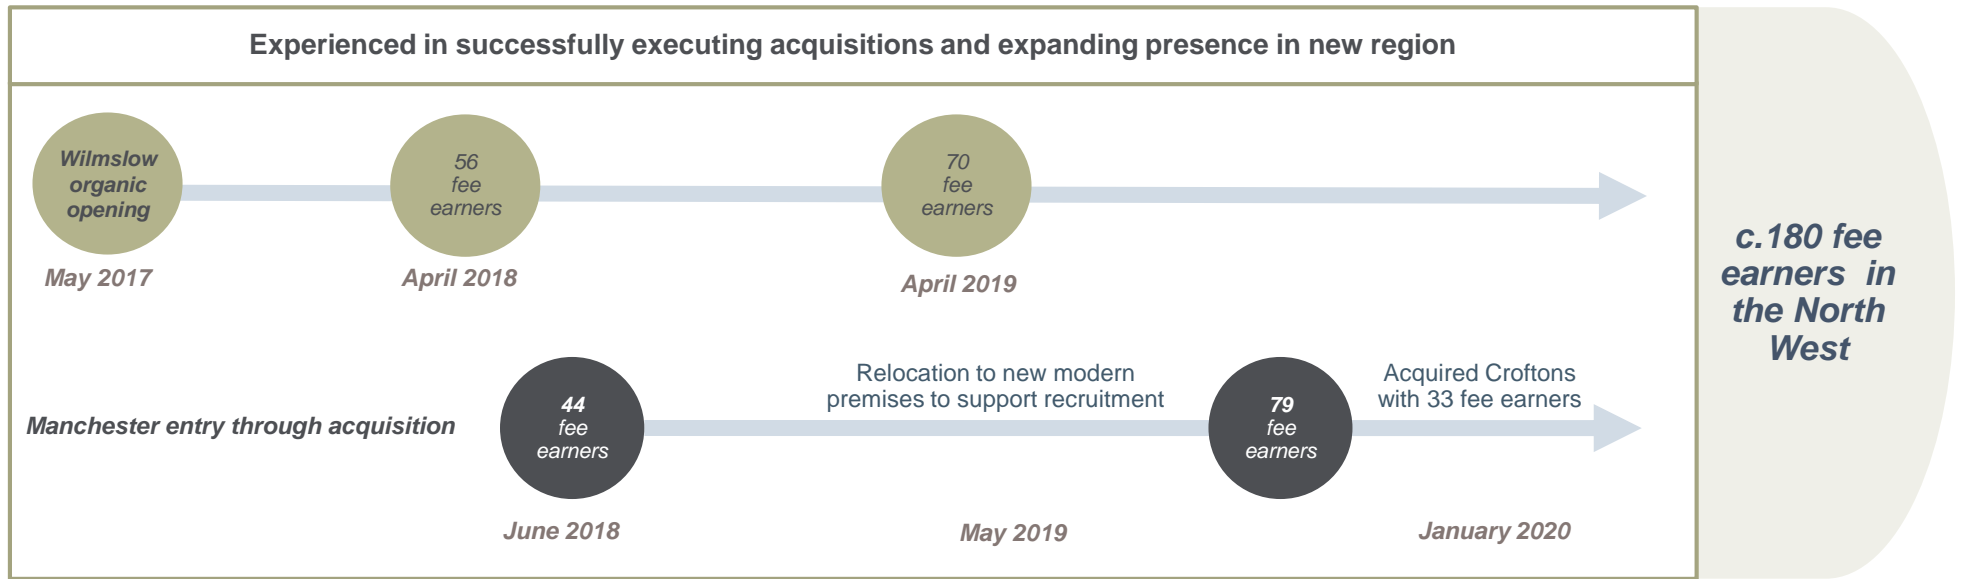 Experienced in successfully executing acquisitions and expanding presence in new region
Wilmslow
organic
opening
56
fee
earners
70
fee
earners
May 2017
April 2018
April 2019
Manchester entry through acquisition
44
fee
earners
Relocation to new modern
premises to support recruitment
79
fee
earners
Acquired Croftons
with 33 fee earners
June 2018
May 2019
January 2020
c.180 fee
earners in
the North
West